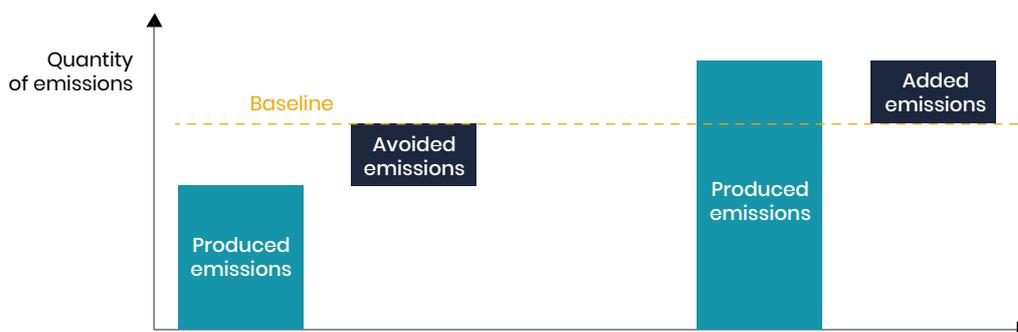 Quantity
of emissions
Baseline
Avoided
emissions
Produced
emissions
Added
emissions
Produced
emissions